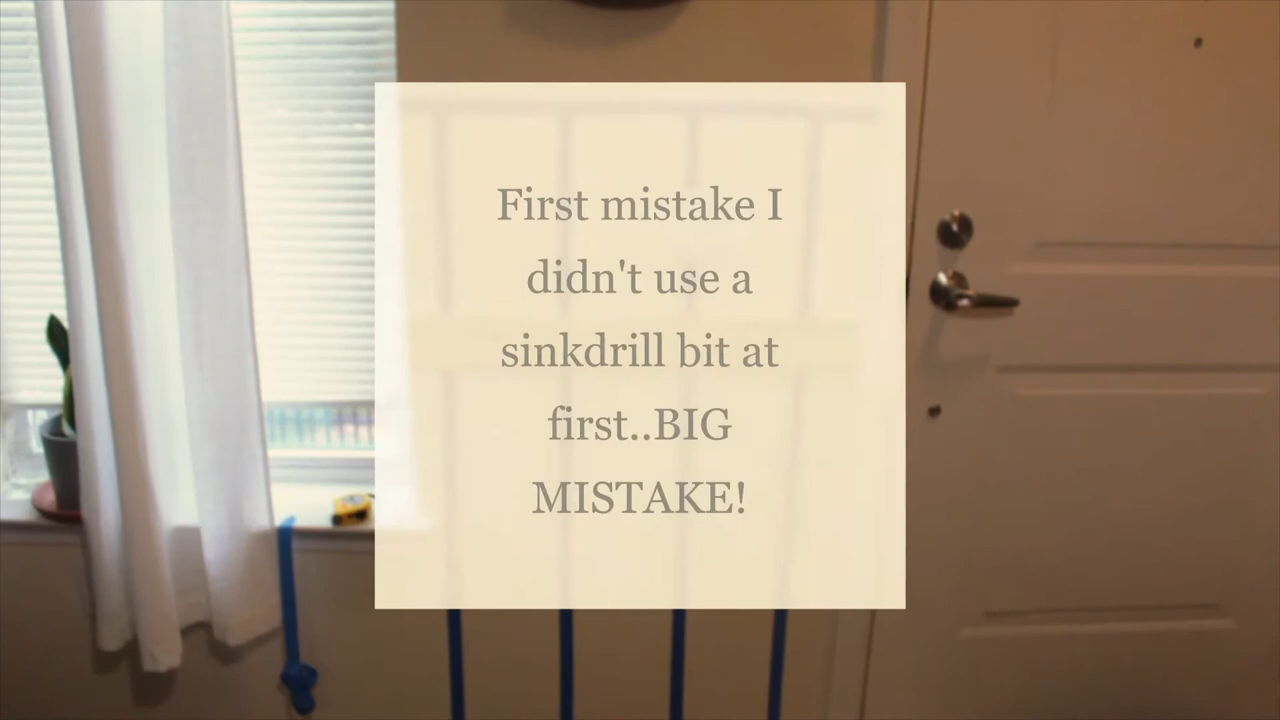 First mistake I
didn't use a
sinkdrill bit at
first..BIG
MISTAKE!